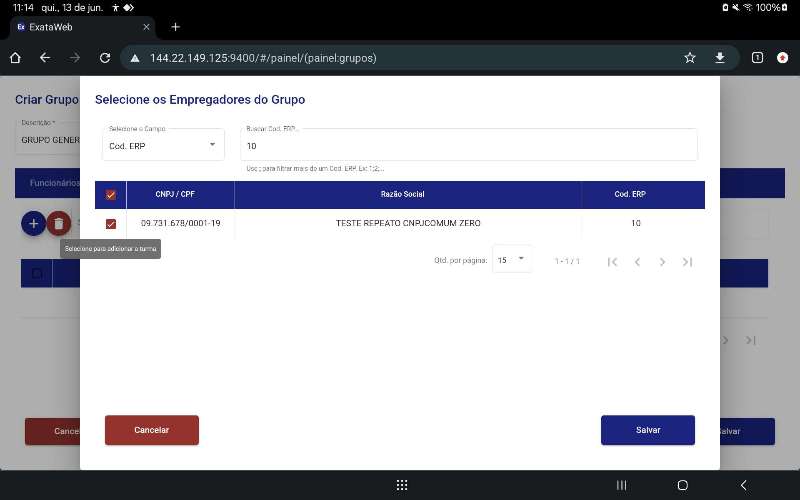 11:14 qui., 13 de jun. 100%
Ex ExataWeb
144.22.149.125:9400/#/painel/(painel:grupos) 1
Criar Grupo
Selecione os Empregadores do Grupo
Descrição *
Selecione o Campo
Buscar Cod. ERP...
GRUPO GENER
Cod. ERP
10
Use ; para filtrar mais de um Cod. ERP. Ex: 1;2;...
Funcionários
CNPJ / CPF
Razão Social
Cod. ERP
09.731.678/0001-19
TESTE REPEATO CNPJCOMUM ZERO
10
Selecione para adicionar a turma
Qtd. por página:
15
1 - 1 / 1
Cancel
Cancelar
Salvar
alvar